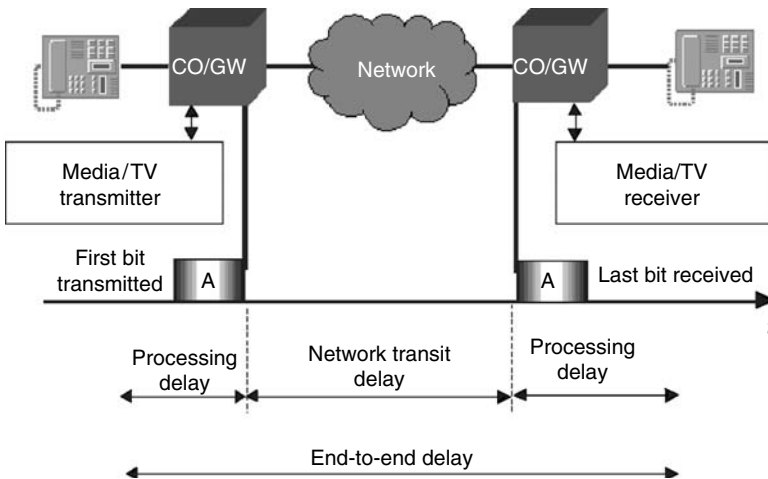 CO/GW
Network
CO/GW
Media/TV
transmitter
Media/TV
receiver
First bit
transmitted
A
A
Last bit received
Processing
delay
Network transit
delay
Processing
delay
End-to-end delay